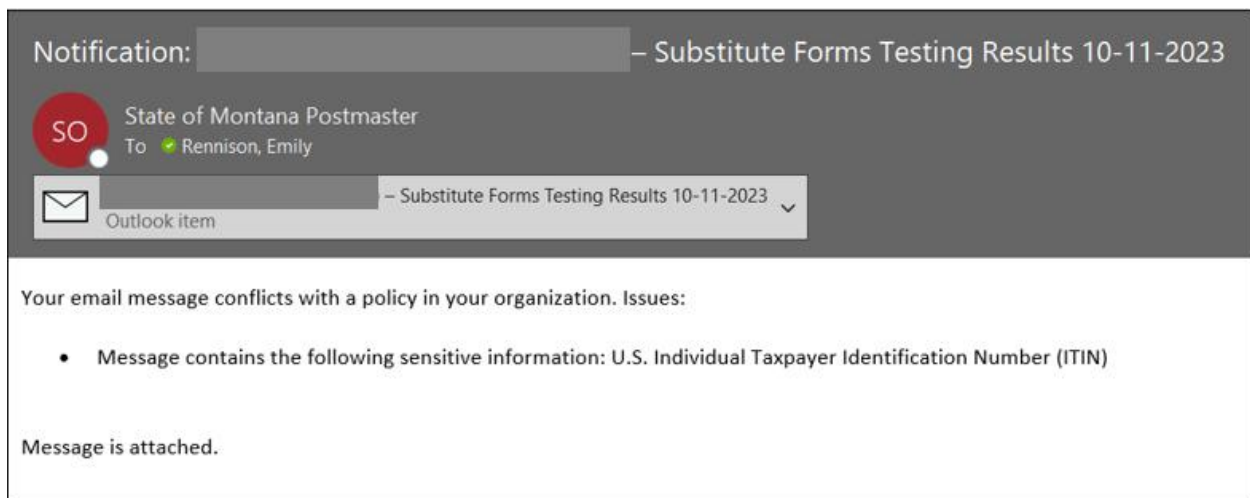 Notification: – Substitute Forms Testing Results 10-11-2023
SO
State of Montana Postmaster
To Rennison, Emily
– Substitute Forms Testing Results 10-11-2023
Outlook item
Your email message conflicts with a policy in your organization. Issues:
• Message contains the following sensitive information: U.S. Individual Taxpayer Identification Number (ITIN)
Message is attached.